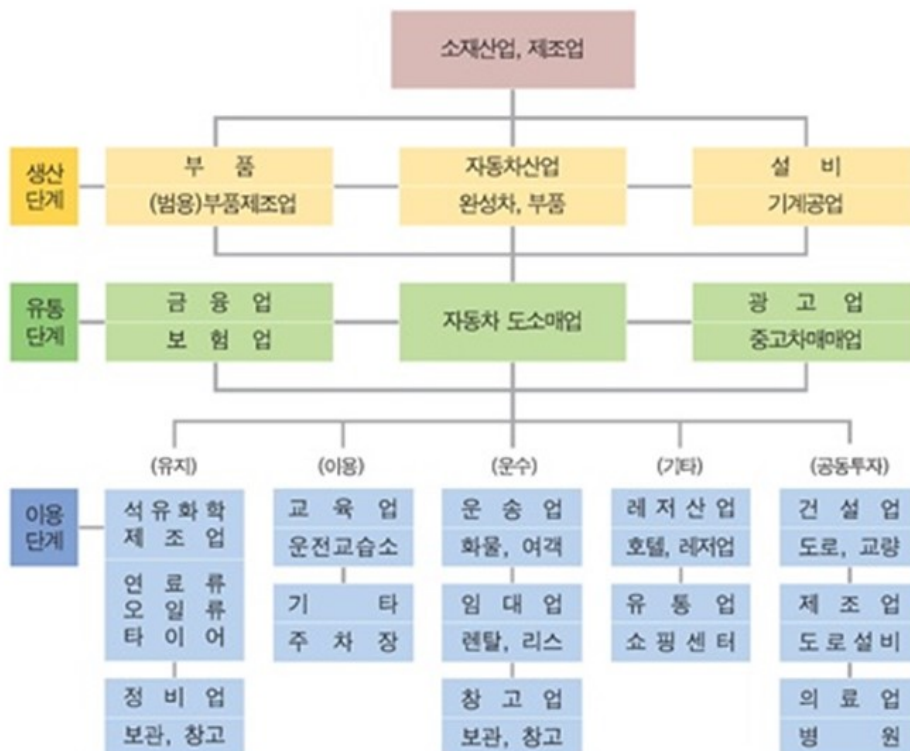 소재산업, 제조업
생산
단계
부 품
(범용)부품제조업
자동차산업
완성차, 부품
설 비
기계공업
유통
단계
금 융 업
보 험 업
자동차 도소매업
광 고 업
중고차매매업
(유지)
(이용)
(운수)
(기타)
(공동투자)
이용
단계
석유화학
제 조 업
연 료 류
오 일 류
타 이 어
정 비 업
보관, 창고
교 육 업
운전교습소
기 타
주 차 장
운 송 업
화물, 여객
임 대 업
렌탈, 리스
창 고 업
보관, 창고
레저산업
호텔, 레저업
유 통 업
쇼핑센터
건 설 업
도로, 교량
제 조 업
도로설비
의 료 업
병 원